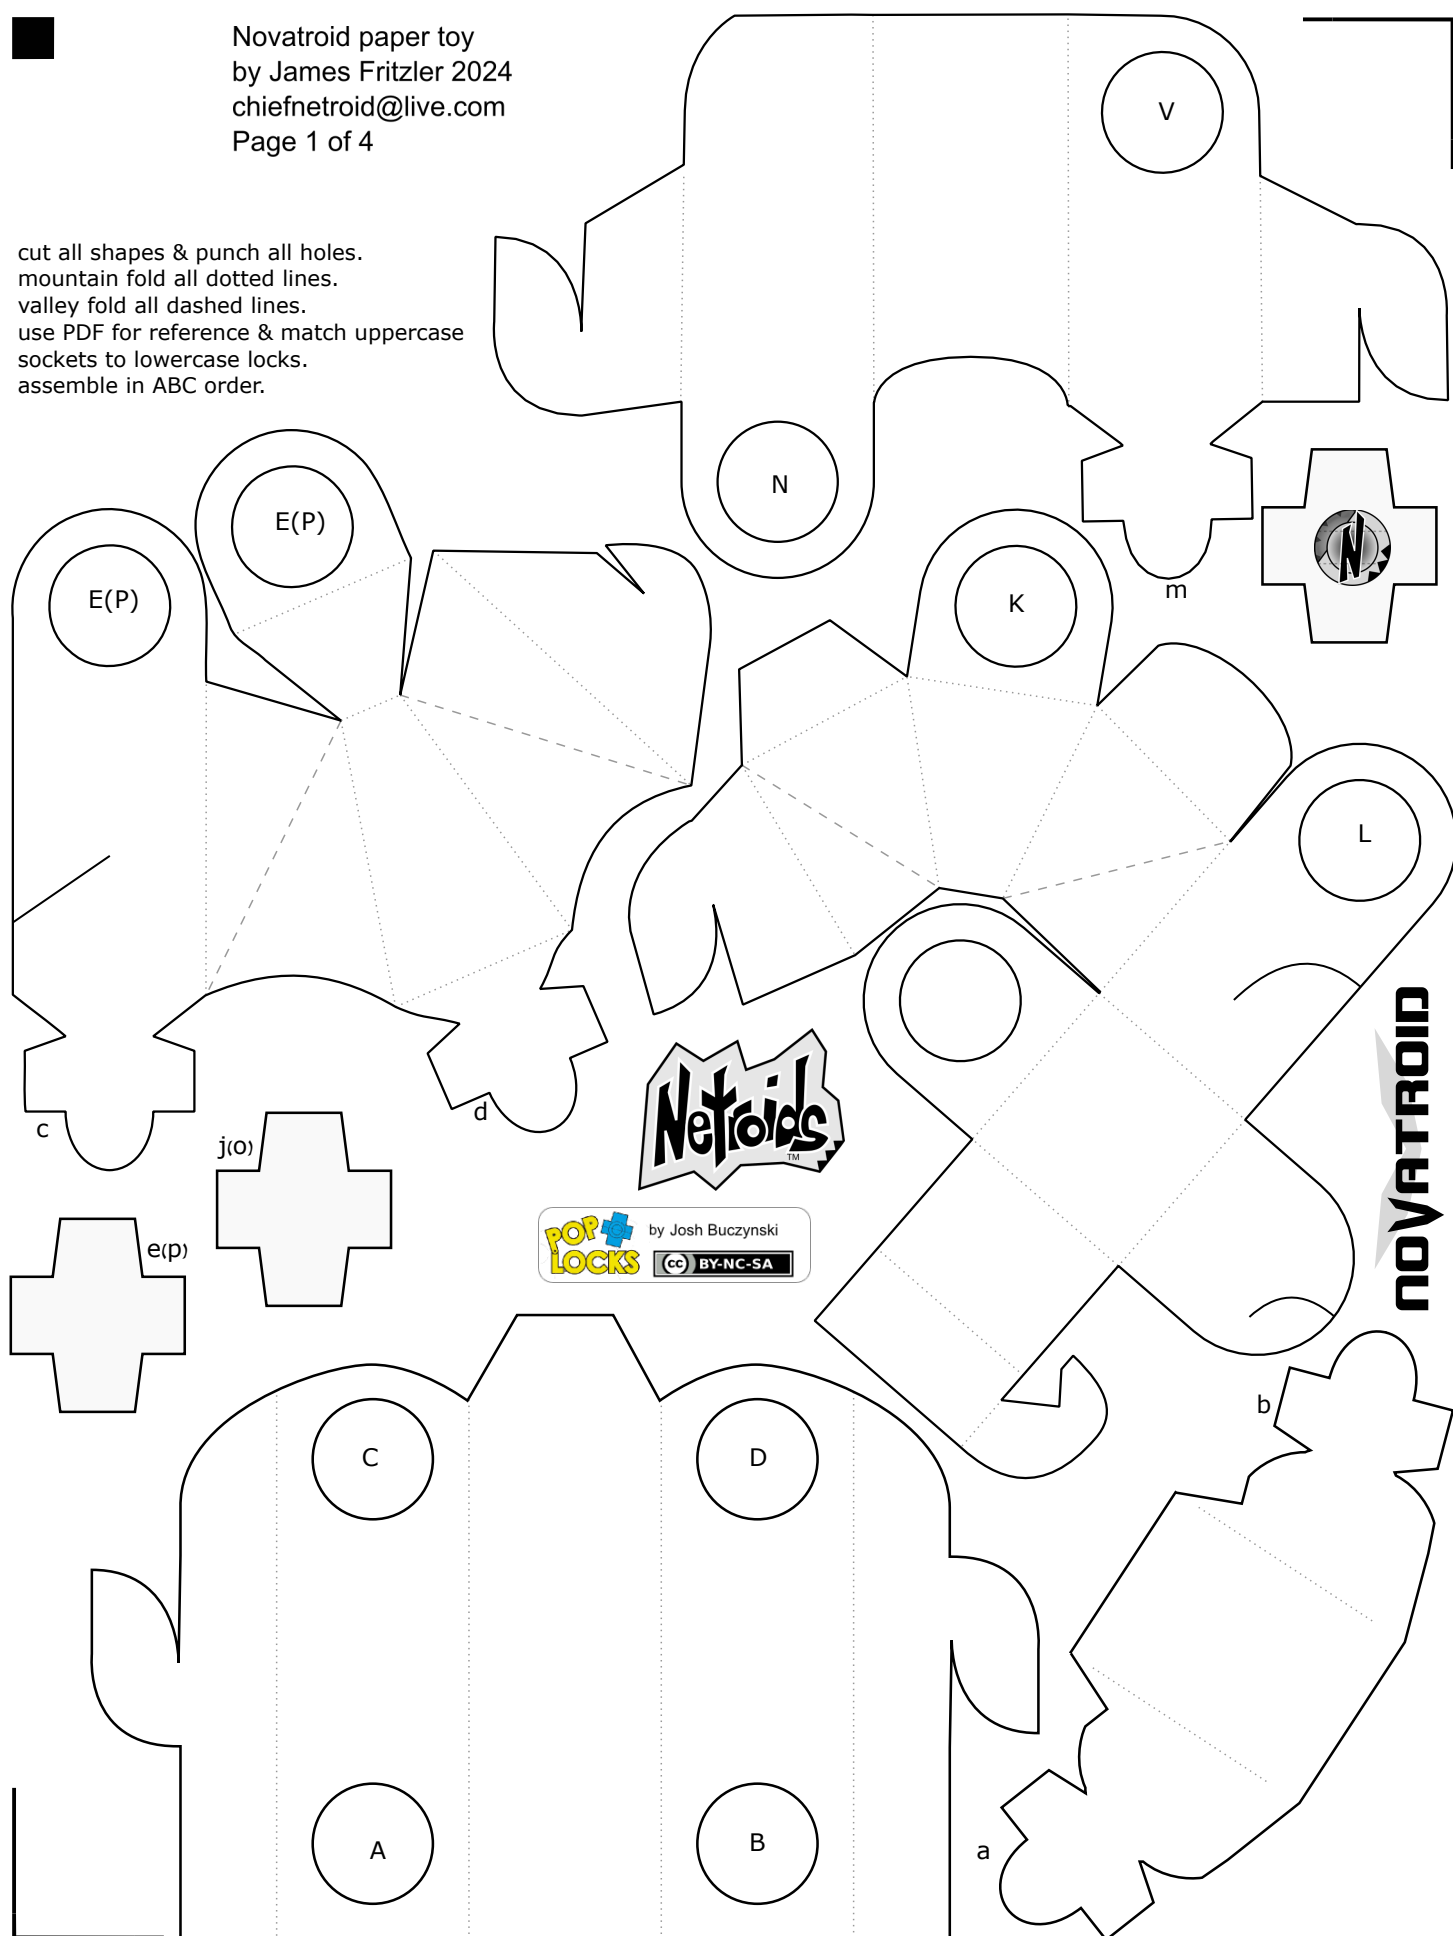 Novatroid paper toy
by James Fritzler 2024
chiefnetroid@live.com
Page 1 of 4
V
cut all shapes & punch all holes.
mountain fold all dotted lines.
valley fold all dashed lines.
use PDF for reference & match uppercase
sockets to lowercase locks.
assemble in ABC order.
N
E(P)
E(P)
m
N
K
L
c
d
j(o)
e(p)
Netroids
TM
NOVATROID
POP LOCKS
by Josh Buczynski
cc BY-NC-SA
b
C
D
A
B
a